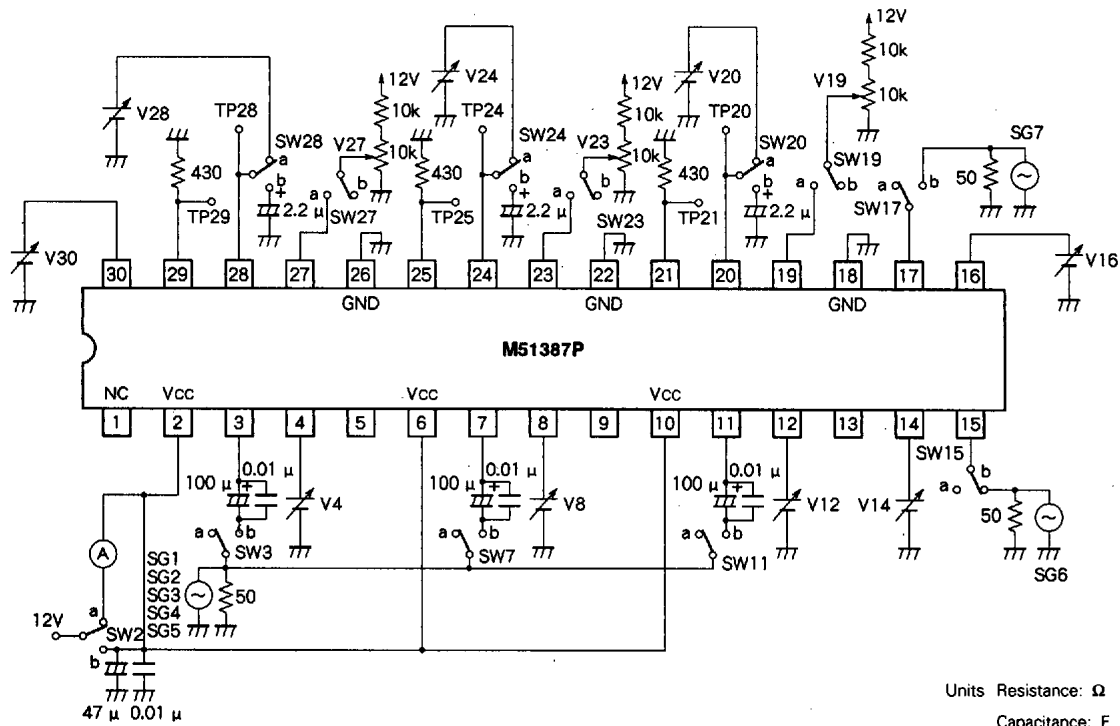 12V
10k
V19
10k
12V
10k
V24
V20
12V
10k
V28
TP28
SW28
V27
10k
TP24
SW24
V23
10k
TP20
SW20
SW19
SG7
430
a
b
+
2.2 μ
a
b
SW27
430
a
b
+
2.2 μ
a
b
SW23
430
a
b
+
2.2 μ
a
b
a
b
SW17
50
TP29
TP25
TP21
V30
V16
30
29
28
27
26
25
24
23
22
21
20
19
18
17
16
GND
GND
GND
M51387P
NC
Vcc
Vcc
Vcc
1
2
3
4
5
6
7
8
9
10
11
12
13
14
15
100 μ
+
0.01 μ
V4
100 μ
+
0.01 μ
V8
100 μ
+
0.01 μ
V12
V14
SW15
b
a
50
SG6
a
b
SW3
a
b
SW7
a
b
SW11
A
SG1
SG2
SG3
SG4
SG5
50
12V
a
SW2
b
47 μ
0.01 μ
Units Resistance: Ω
Capacitance: F